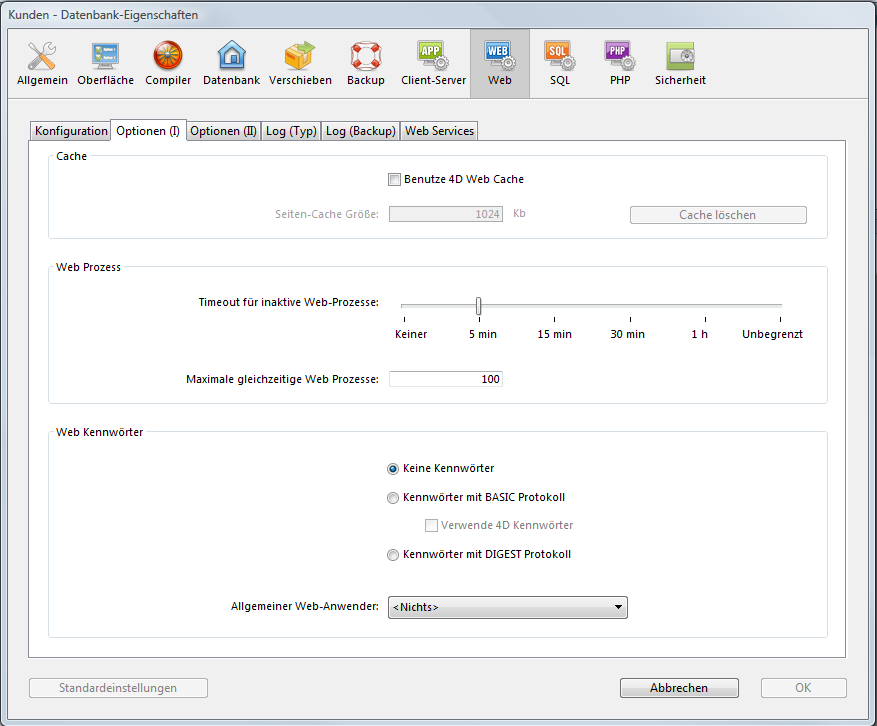 Kunden - Datenbank-Eigenschaften
APP WEB SQL PHP
Allgemein Oberfläche Compiler Datenbank Verschieben Backup Client-Server Web SQL PHP Sicherheit
Konfiguration Optionen (I) Optionen (II) Log (Typ) Log (Backup) Web Services
Cache
Benutze 4D Web Cache
Seiten-Cache Größe: 1024 Kb Cache löschen
Web Prozess
Timeout für inaktive Web-Prozesse:
Keiner 5 min 15 min 30 min 1 h Unbegrenzt
Maximale gleichzeitige Web Prozesse: 100
Web Kennwörter
Keine Kennwörter
Kennwörter mit BASIC Protokoll
Verwende 4D Kennwörter
Kennwörter mit DIGEST Protokoll
Allgemeiner Web-Anwender: <Nichts>
Standardeinstellungen Abbrechen OK